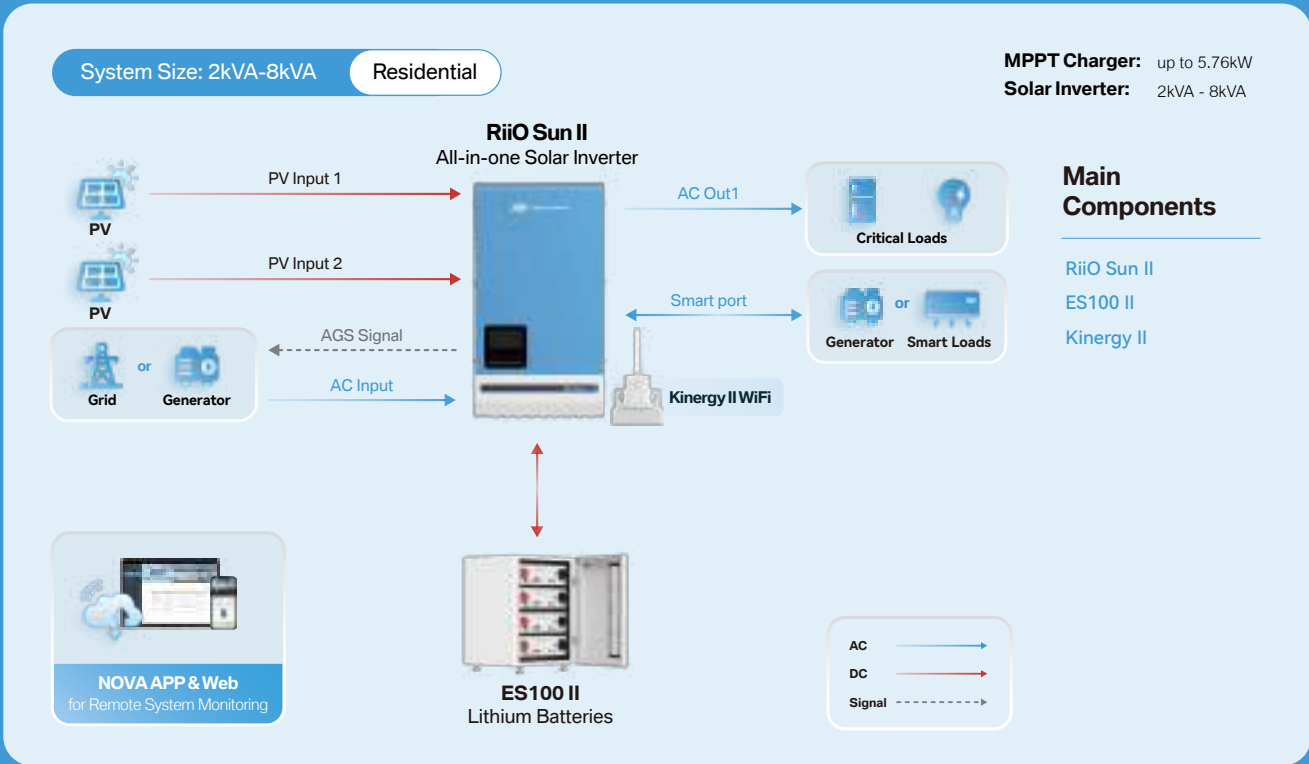 System Size: 2kVA-8kVA
Residential
MPPT Charger: up to 5.76kW
Solar Inverter: 2kVA - 8kVA
RiiO Sun II
All-in-one Solar Inverter
PV
PV Input 1
PV
PV Input 2
AGS Signal
AC Input
Grid
or
Generator
AC Out1
Critical Loads
Smart port
Generator
or
Smart Loads
Kinergy II WiFi
Main
Components
RiiO Sun II
ES100 II
Kinergy II
NOVA APP & Web
for Remote System Monitoring
ES100 II
Lithium Batteries
AC
DC
Signal